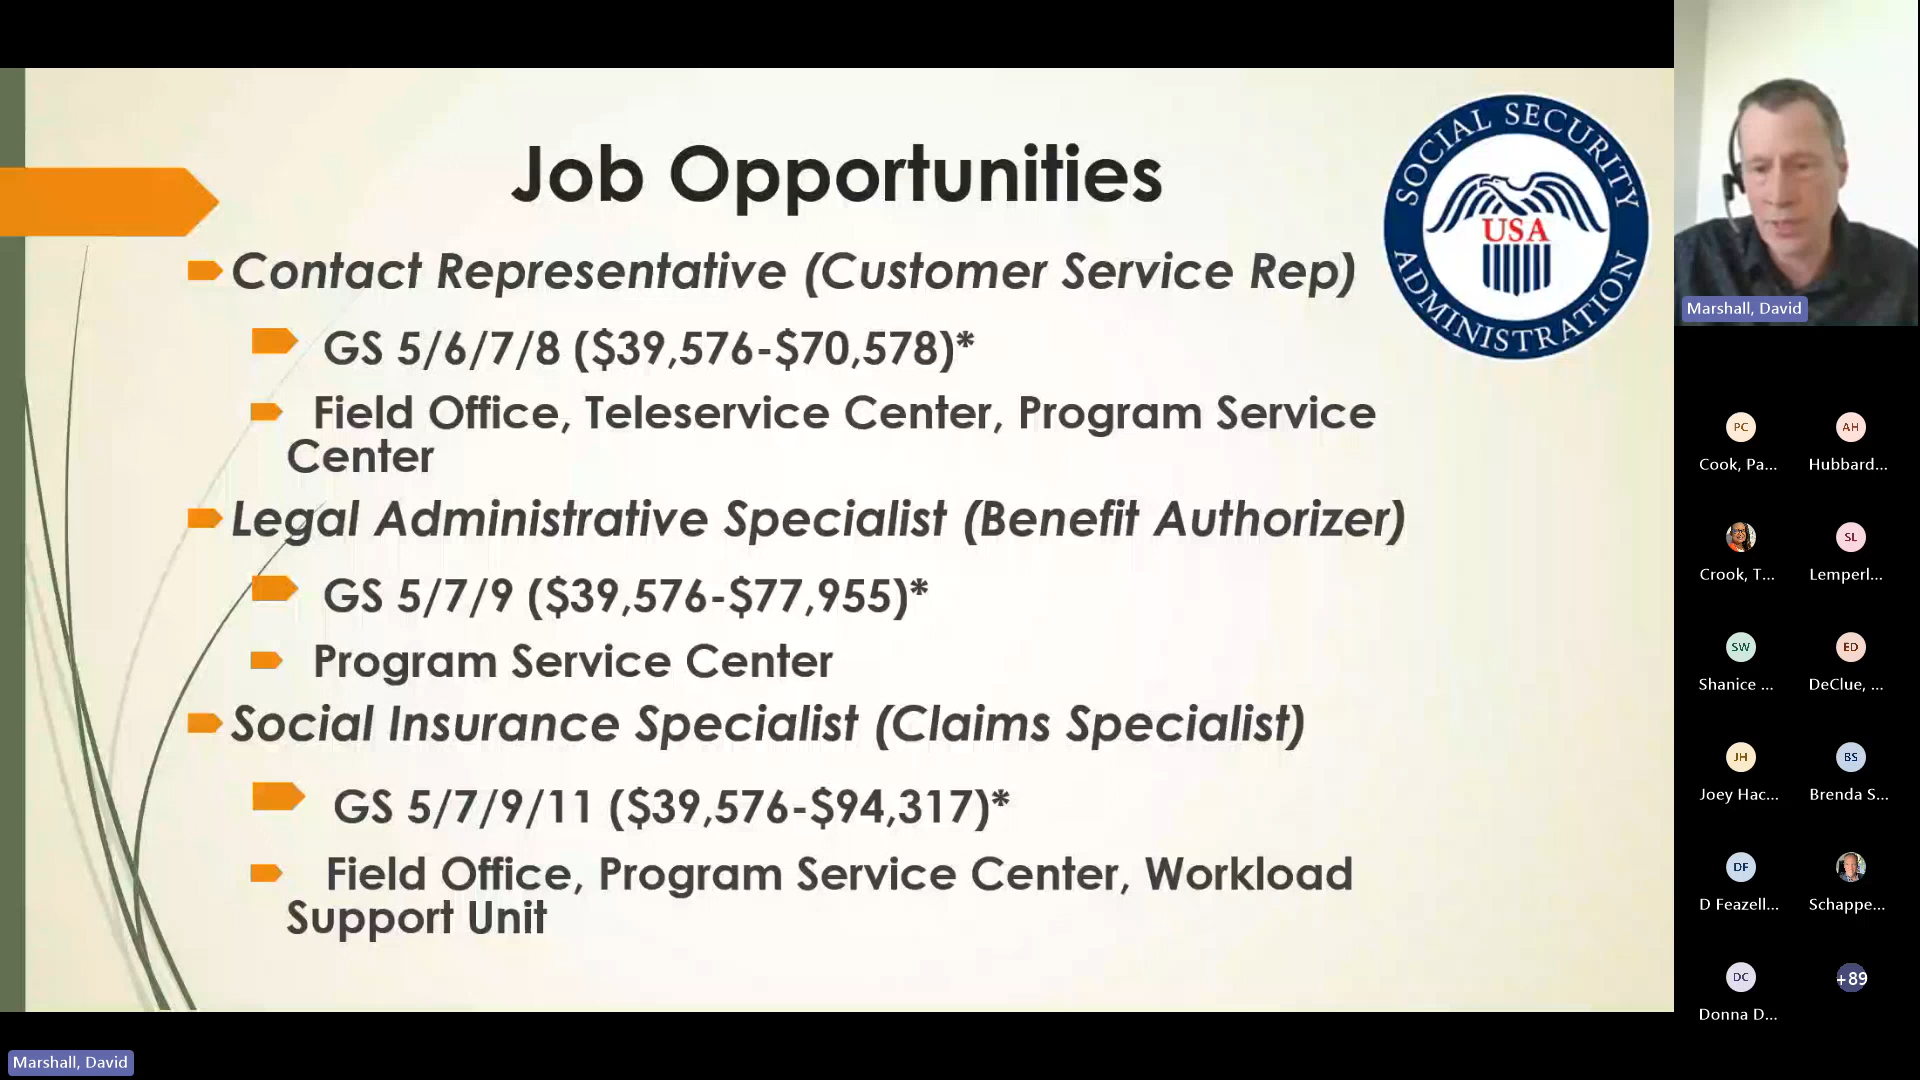 Job Opportunities
SOCIAL SECURITY
USA
ADMINISTRATION
Contact Representative (Customer Service Rep)
GS 5/6/7/8 ($39,576-$70,578)*
Field Office, Teleservice Center, Program Service
Center
Legal Administrative Specialist (Benefit Authorizer)
GS 5/7/9 ($39,576-$77,955)*
Program Service Center
Social Insurance Specialist (Claims Specialist)
GS 5/7/9/11 ($39,576-$94,317)*
Field Office, Program Service Center, Workload
Support Unit
Marshall, David
PC
Cook, Pa...
AH
Hubbard...
Crook, T...
SL
Lemperl...
SW
Shanice ...
ED
DeClue, ...
JH
Joey Hac...
BS
Brenda S...
DF
D Feazell...
Schappe...
DC
Donna D...
+89
Marshall, David